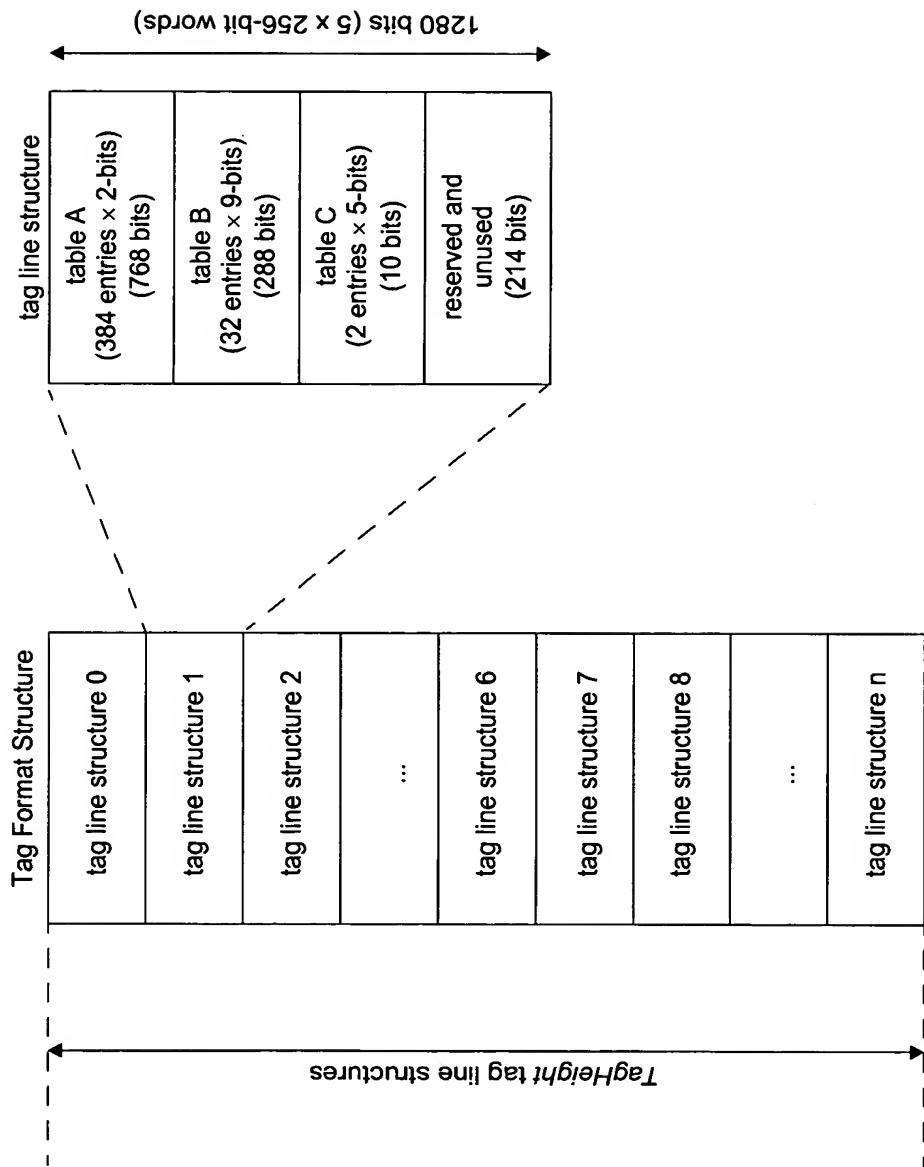 Tag Format Structure
tag line structure 0
tag line structure 1
tag line structure 2
...
tag line structure 6
tag line structure 7
tag line structure 8
...
tag line structure n
TagHeight tag line structures
tag line structure
table A
(384 entries × 2-bits)
(768 bits)
table B
(32 entries × 9-bits)
(288 bits)
table C
(2 entries × 5-bits)
(10 bits)
reserved and
unused
(214 bits)
1280 bits (5 x 256-bit words)